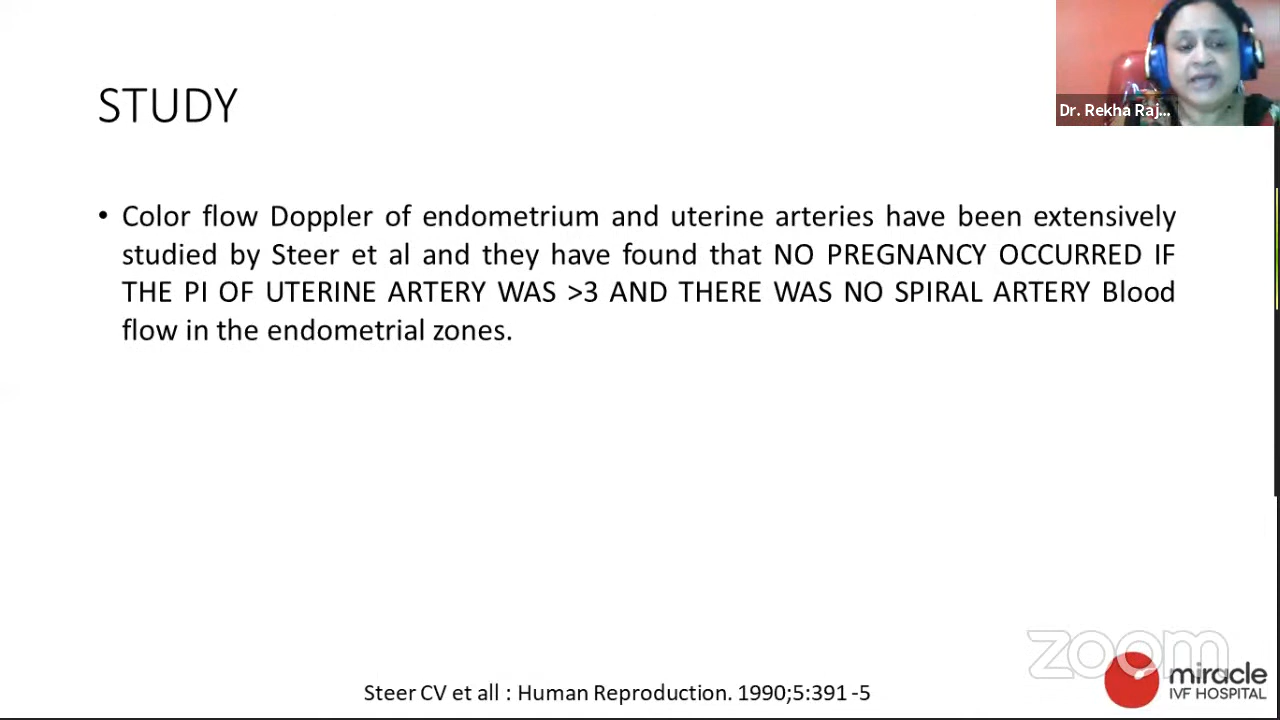 STUDY
Dr. Rekha Raj...
• Color flow Doppler of endometrium and uterine arteries have been extensively
studied by Steer et al and they have found that NO PREGNANCY OCCURRED IF
THE PI OF UTERINE ARTERY WAS >3 AND THERE WAS NO SPIRAL ARTERY Blood
flow in the endometrial zones.
zoom
miracle
IVF HOSPITAL
Steer CV et all : Human Reproduction. 1990;5:391 -5